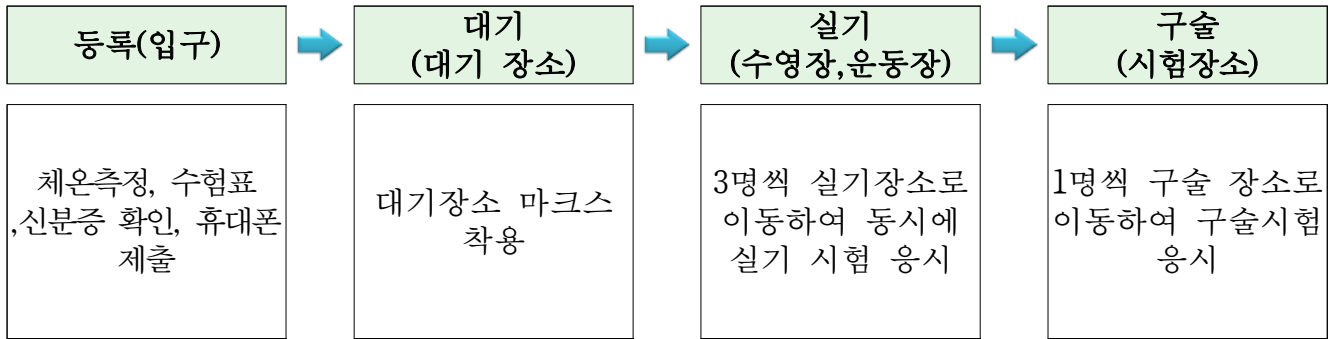 등록(입구)
대기
(대기 장소)
실기
(수영장,운동장)
구술
(시험장소)
체온측정, 수험표
,신분증 확인, 휴대폰
제출
대기장소 마크스
착용
3명씩 실기장소로
이동하여 동시에
실기 시험 응시
1명씩 구술 장소로
이동하여 구술시험
응시